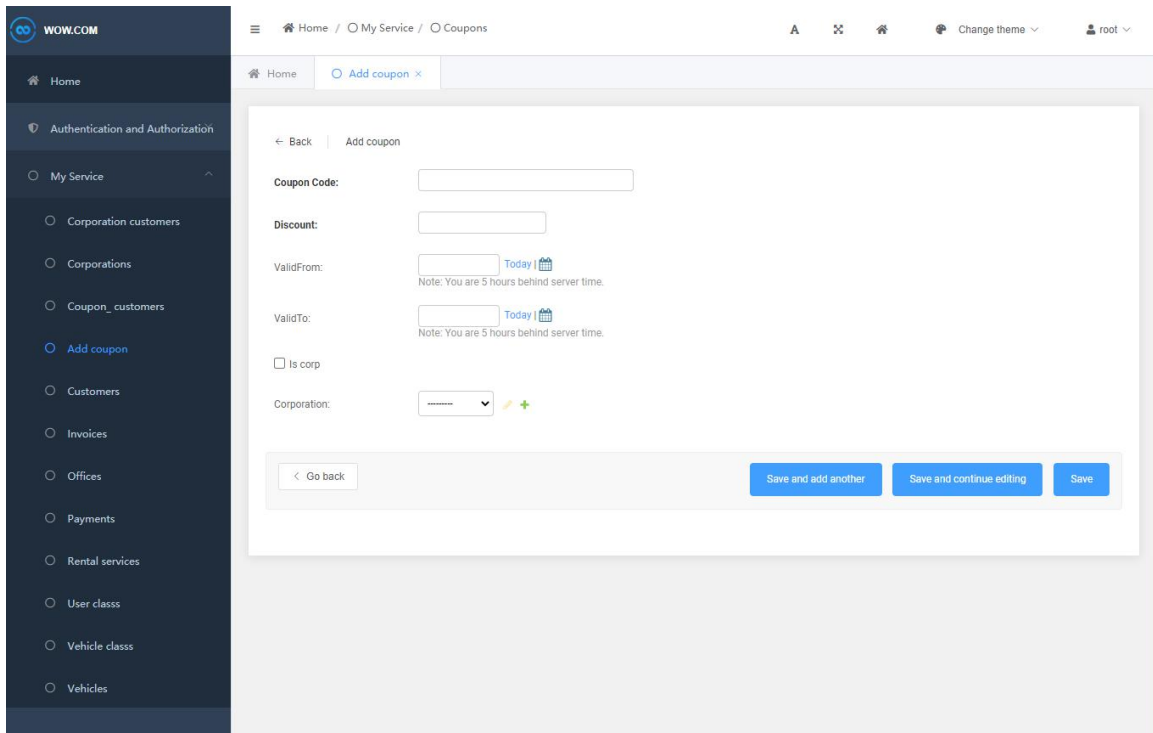 WOW.COM
Home / My Service / Coupons
A
Change theme
root
Home
Add coupon ×
Home
Authentication and Authorization
My Service
Corporation customers
Corporations
Coupon_ customers
Add coupon
Customers
Invoices
Offices
Payments
Rental services
User classs
Vehicle classs
Vehicles
← Back | Add coupon
Coupon Code:
Discount:
ValidFrom:
Today |
Note: You are 5 hours behind server time.
ValidTo:
Today |
Note: You are 5 hours behind server time.
Is corp
Corporation:
---------
< Go back
Save and add another
Save and continue editing
Save